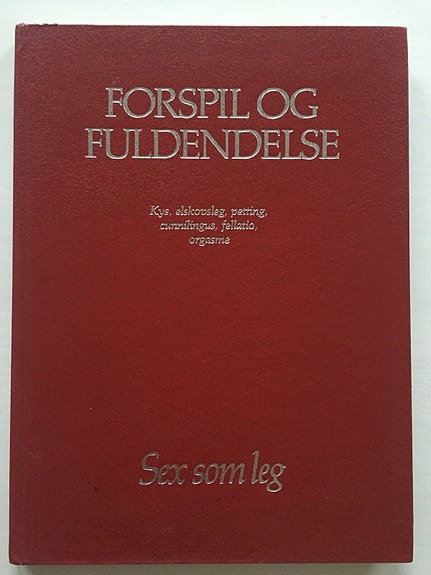 FORSPIL OG
FULDENDELSE
Kys, elskovsleg, petting,
cunnilingus, fellatio,
orgasme
Sex som leg